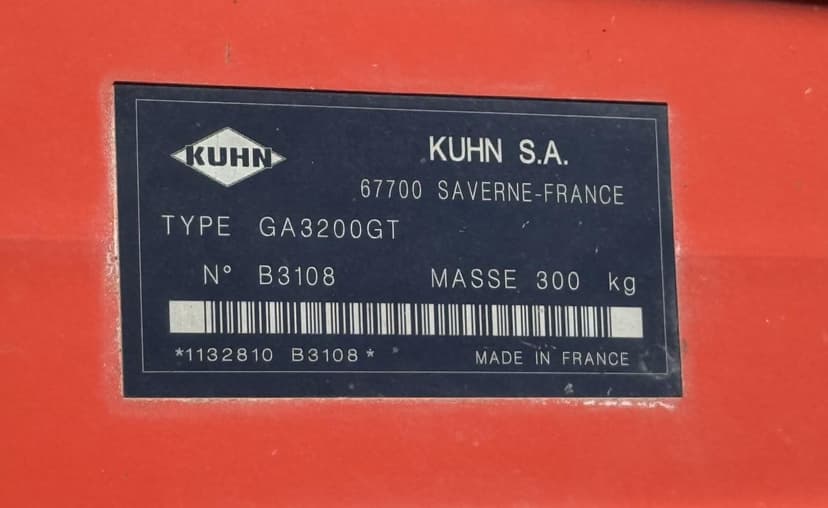 KUHN
KUHN S.A.
67700 SAVERNE-FRANCE
TYPE GA3200GT
N° B3108 MASSE 300 kg
*1132810 B3108*
MADE IN FRANCE